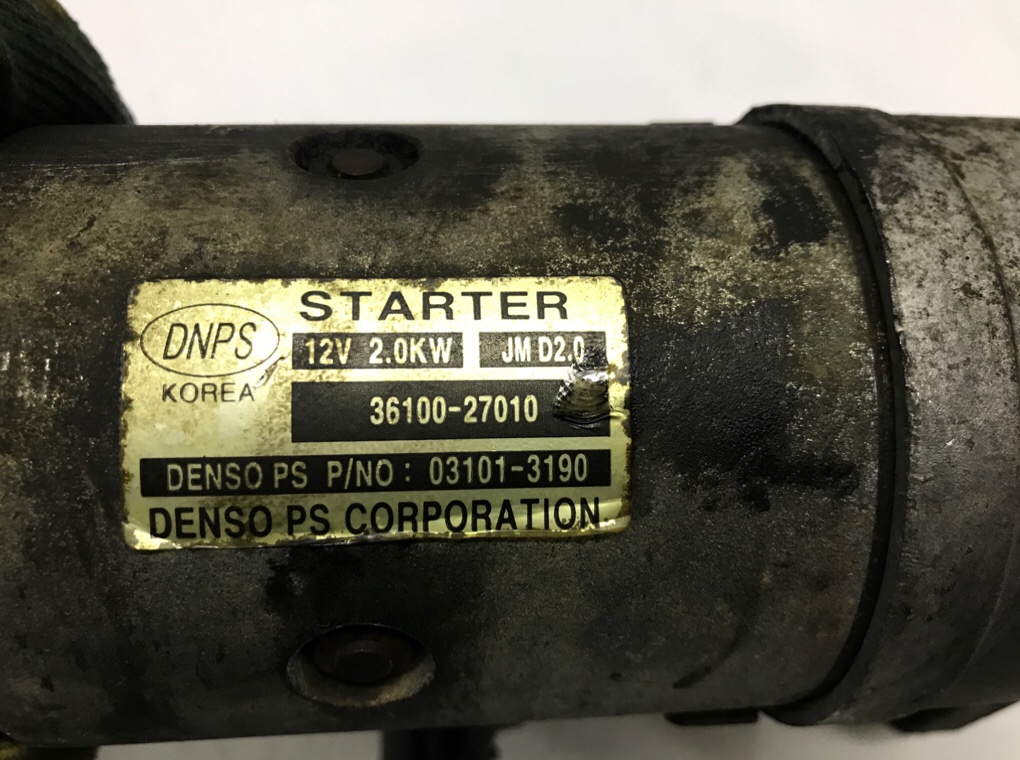 STARTER
DNPS
KOREA
12V 2.0KW
JM D2.0
36100-27010
DENSO PS P/NO : 03101-3190
DENSO PS CORPORATION